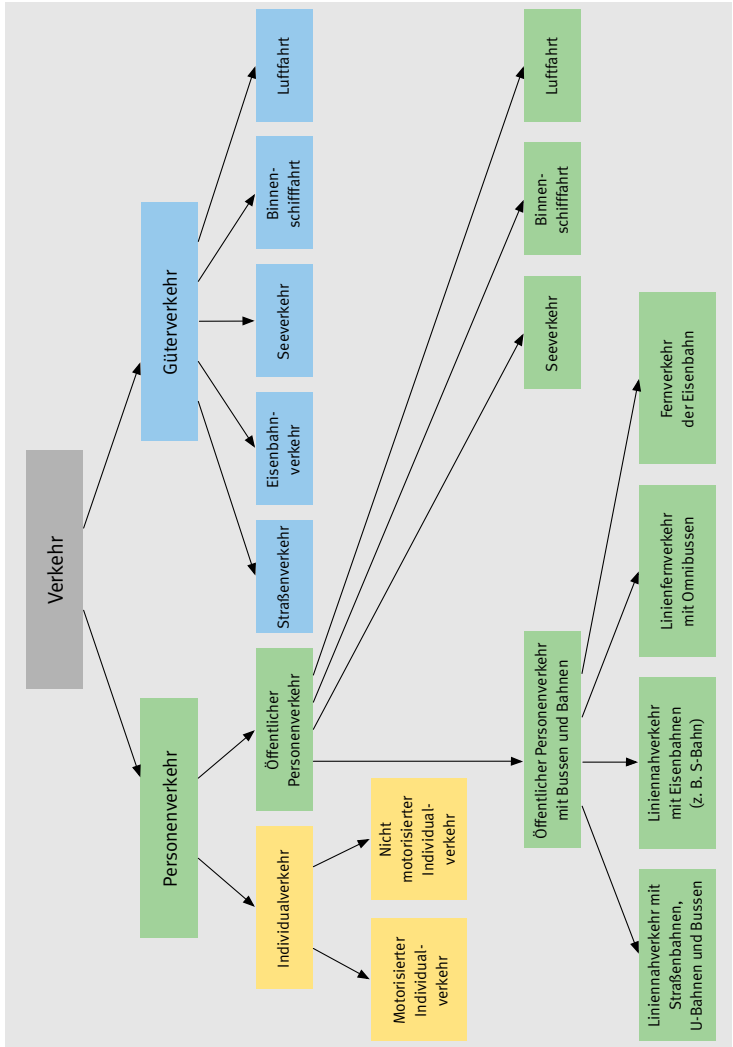 Verkehr
Personenverkehr
Güterverkehr
Individualverkehr
Öffentlicher
Personenverkehr
Straßenverkehr
Eisenbahn-
verkehr
Seeverkehr
Binnen-
schifffahrt
Luftfahrt
Motorisierter
Individual-
verkehr
Nicht
motorisierter
Individual-
verkehr
Öffentlicher Personenverkehr
mit Bussen und Bahnen
Seeverkehr
Binnen-
schifffahrt
Luftfahrt
Liniennahverkehr mit
Straßenbahnen,
U-Bahnen und Bussen
Liniennahverkehr
mit Eisenbahnen
(z. B. S-Bahn)
Linienfernverkehr
mit Omnibussen
Fernverkehr
der Eisenbahn